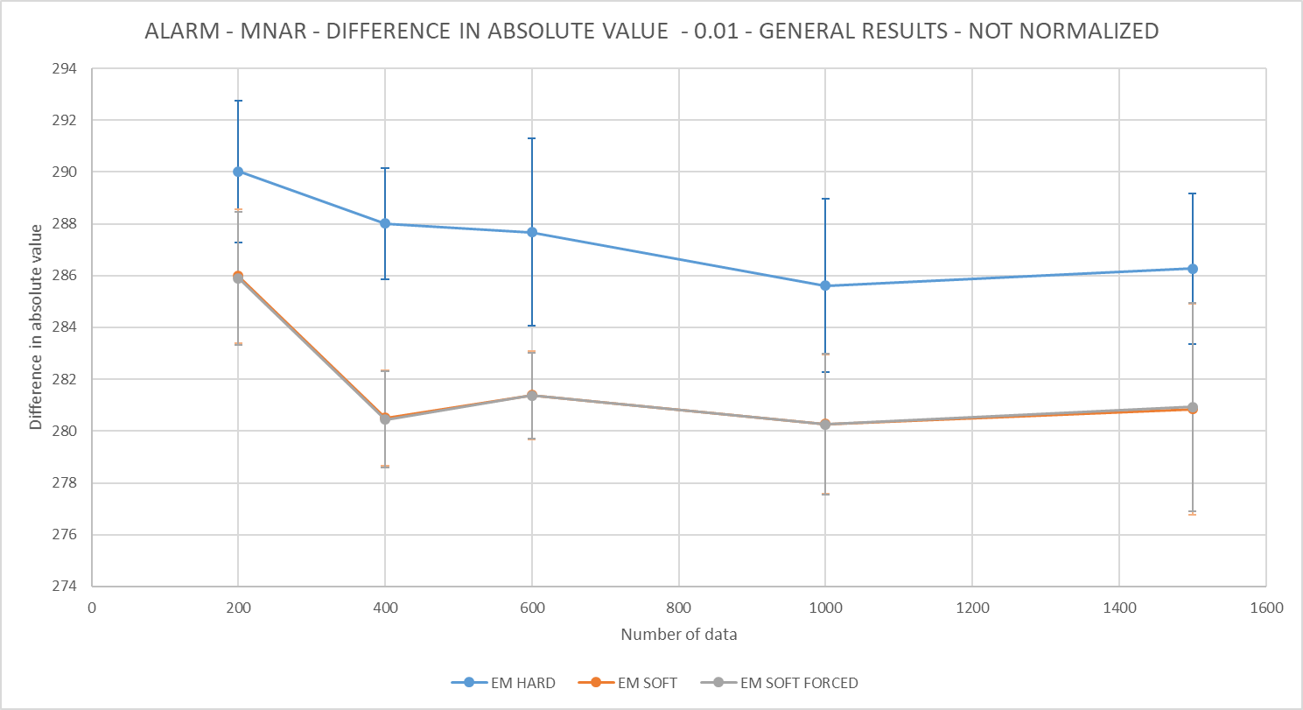 ALARM - MNAR - DIFFERENCE IN ABSOLUTE VALUE - 0.01 - GENERAL RESULTS - NOT NORMALIZED
294
292
290
288
286
284
282
280
278
276
274
Difference in absolute value
0 200 400 600 800 1000 1200 1400 1600
Number of data
EM HARD EM SOFT EM SOFT FORCED